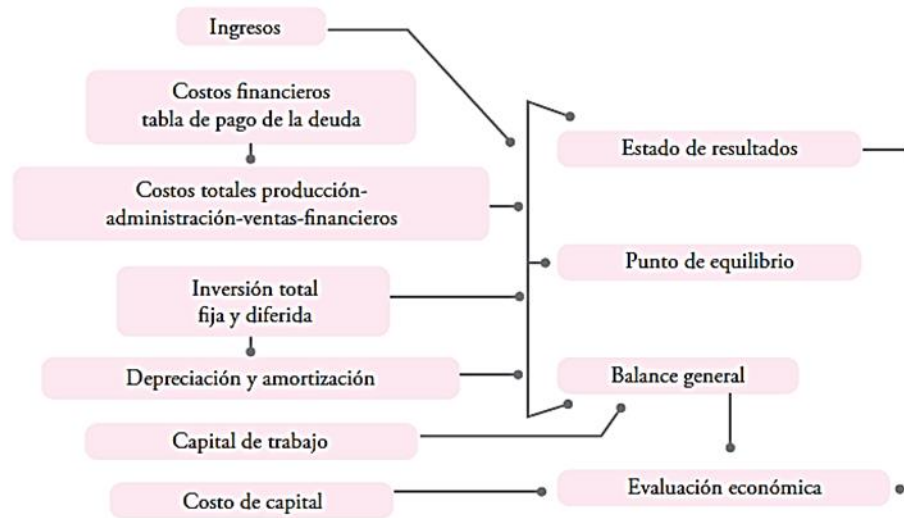 Ingresos
Costos financieros
tabla de pago de la deuda
Costos totales producción-
administración-ventas-financieros
Inversión total
fija y diferida
Depreciación y amortización
Capital de trabajo
Costo de capital
Estado de resultados
Punto de equilibrio
Balance general
Evaluación económica